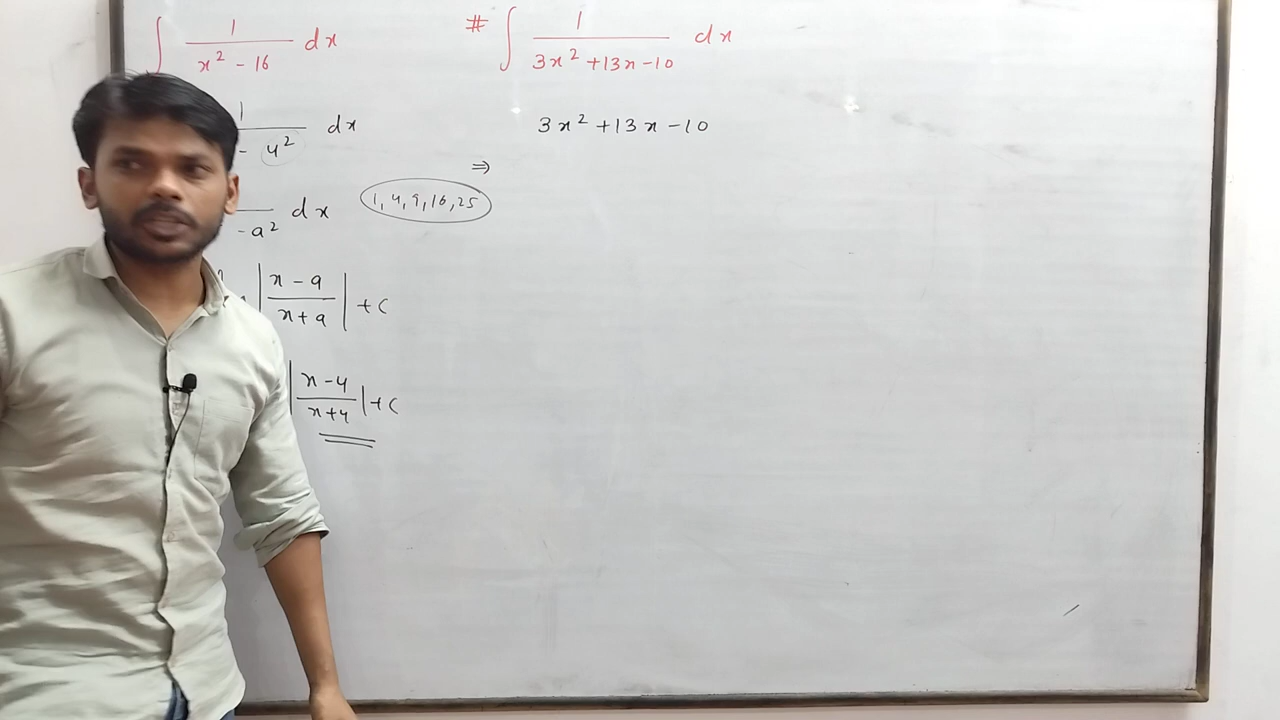 ∫ 1 / (x² - 16) dx
1 / - 4² dx
/ - a² dx
1, 4, 9, 16, 25
| x - a / x + a | + c
| x - 4 / x + 4 | + c
# ∫ 1 / (3x² + 13x - 10) dx
3x² + 13x - 10
⇒